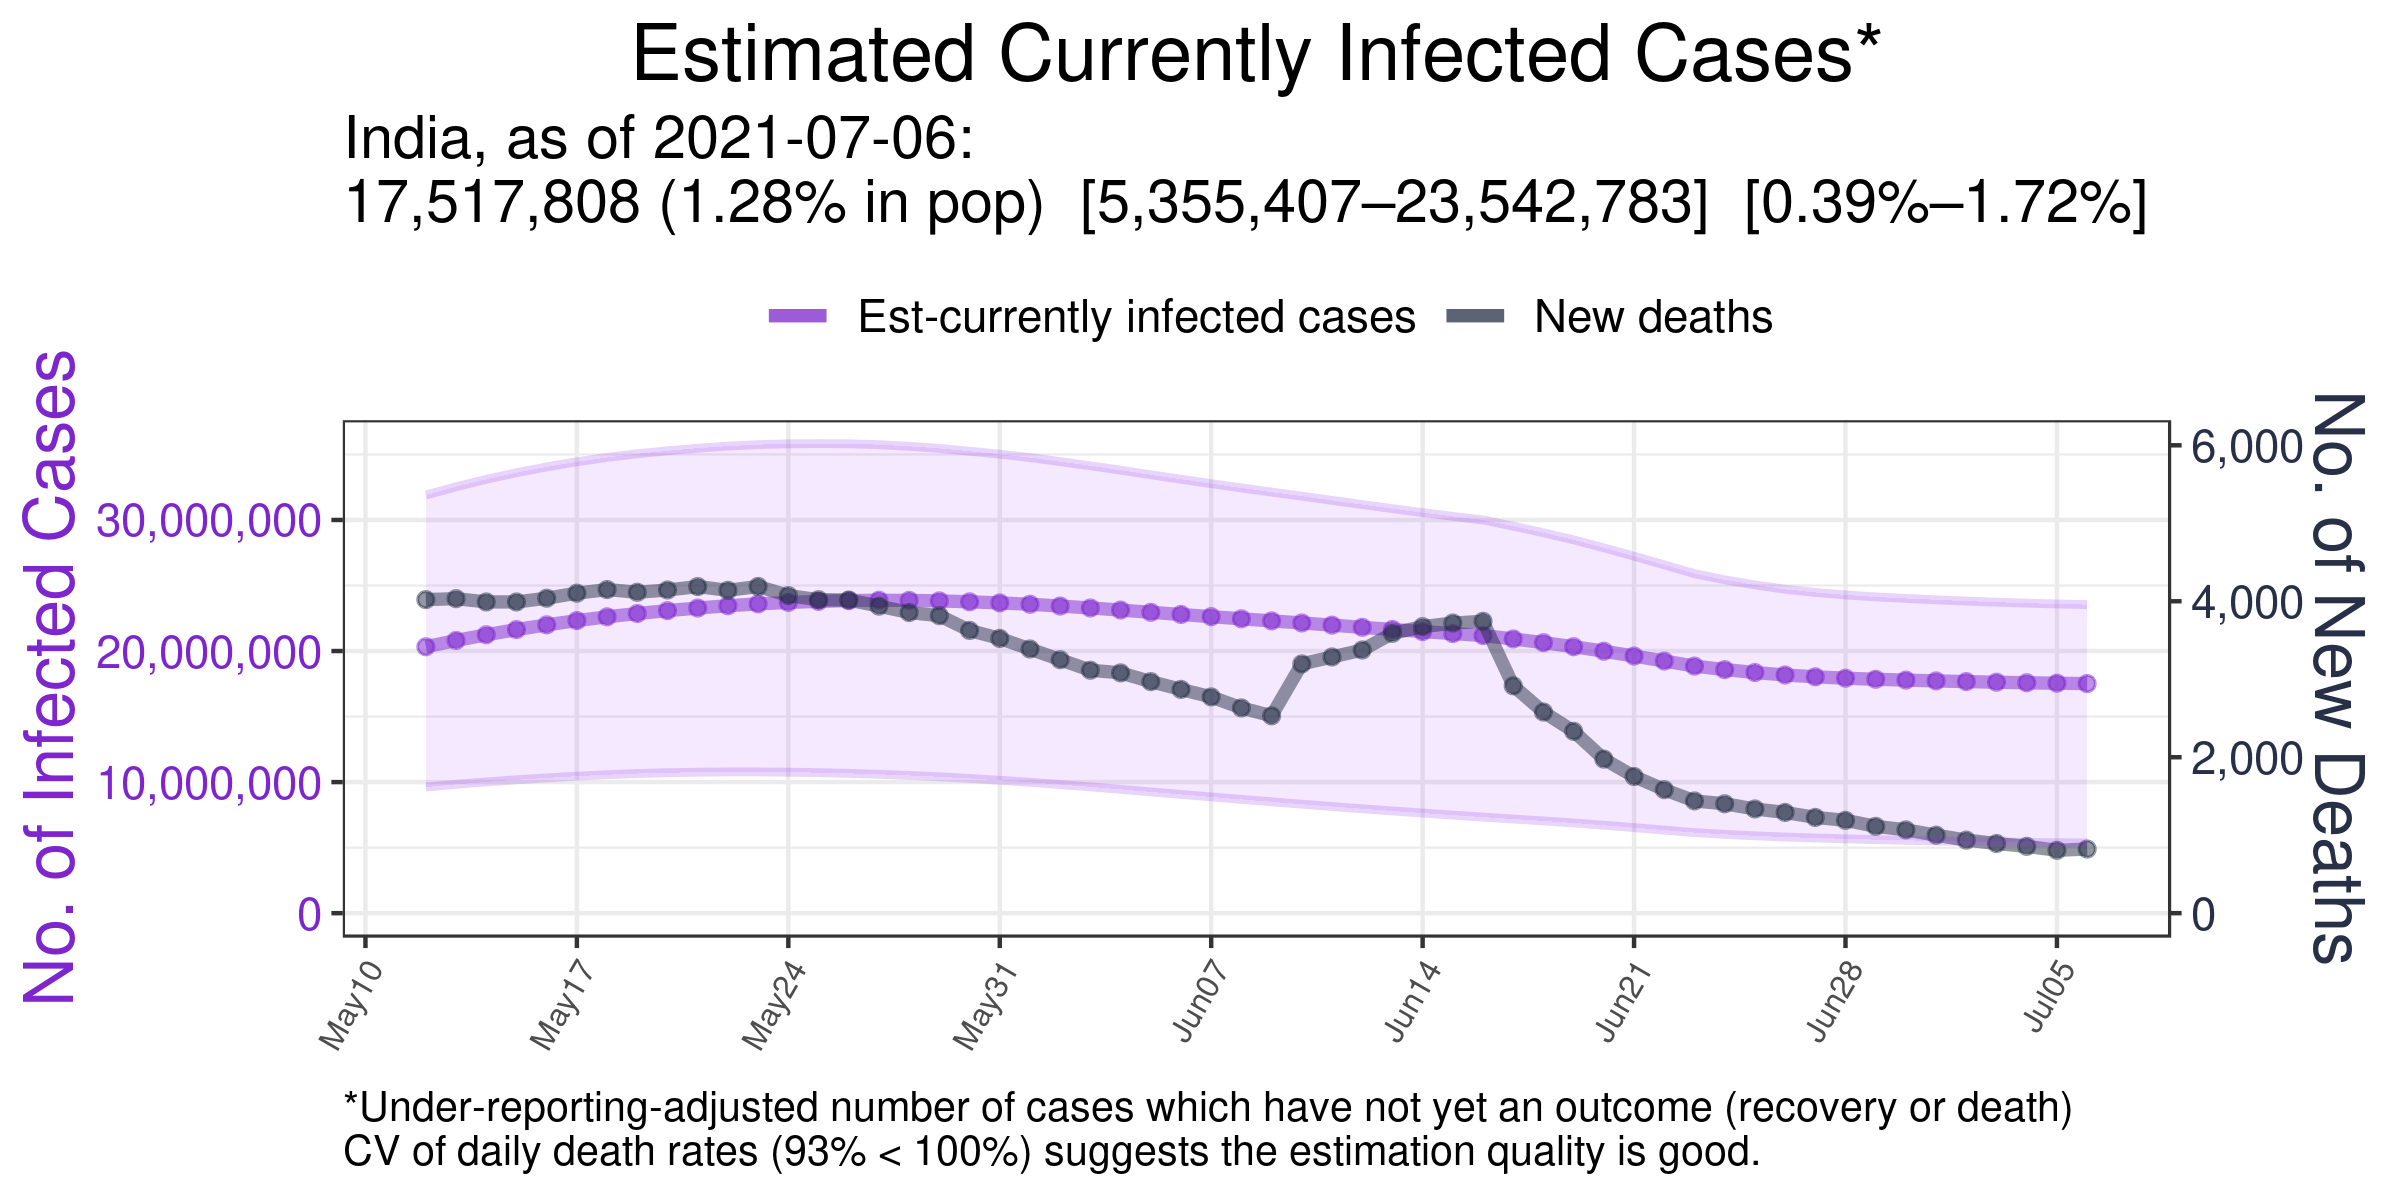 Estimated Currently Infected Cases*
India, as of 2021-07-06:
17,517,808 (1.28% in pop)  [5,355,407–23,542,783]  [0.39%–1.72%]
Est-currently infected cases
New deaths
No. of Infected Cases
30,000,000
20,000,000
10,000,000
0
6,000
4,000
2,000
0
No. of New Deaths
May10
May17
May24
May31
Jun07
Jun14
Jun21
Jun28
Jul05
*Under-reporting-adjusted number of cases which have not yet an outcome (recovery or death)
CV of daily death rates (93% < 100%) suggests the estimation quality is good.